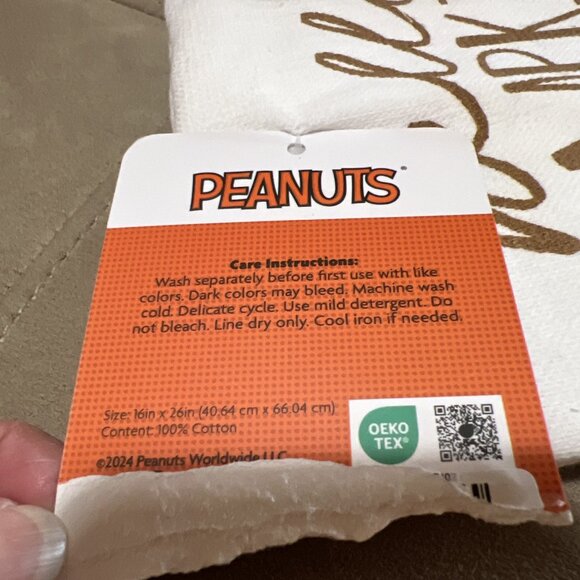 PEANUTS®
Care Instructions:
Wash separately before first use with like
colors. Dark colors may bleed. Machine wash
cold. Delicate cycle. Use mild detergent. Do
not bleach. Line dry only. Cool iron if needed.
Size: 16in x 26in (40,64 cm x 66.04 cm)
Content: 100% Cotton
OEKO
TEX®
©2024 Peanuts Worldwide LLC